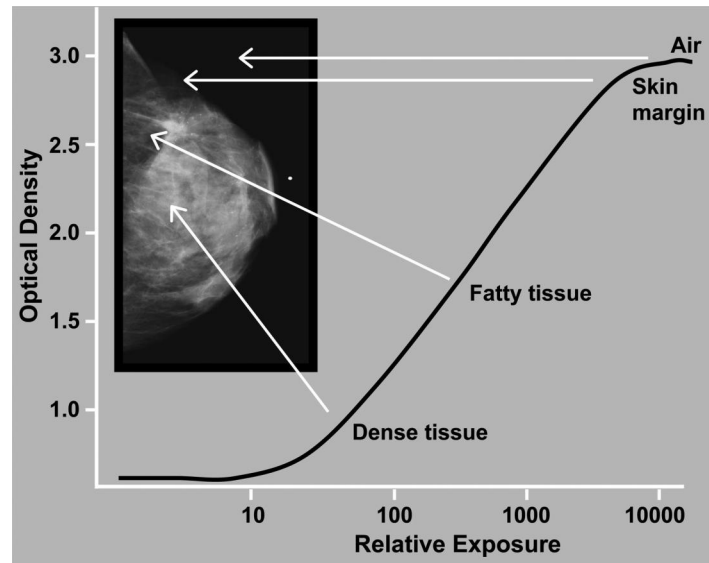 3.0
2.5
2.0
1.5
1.0
Optical Density
Air
Skin
margin
Fatty tissue
Dense tissue
10
100
1000
10000
Relative Exposure